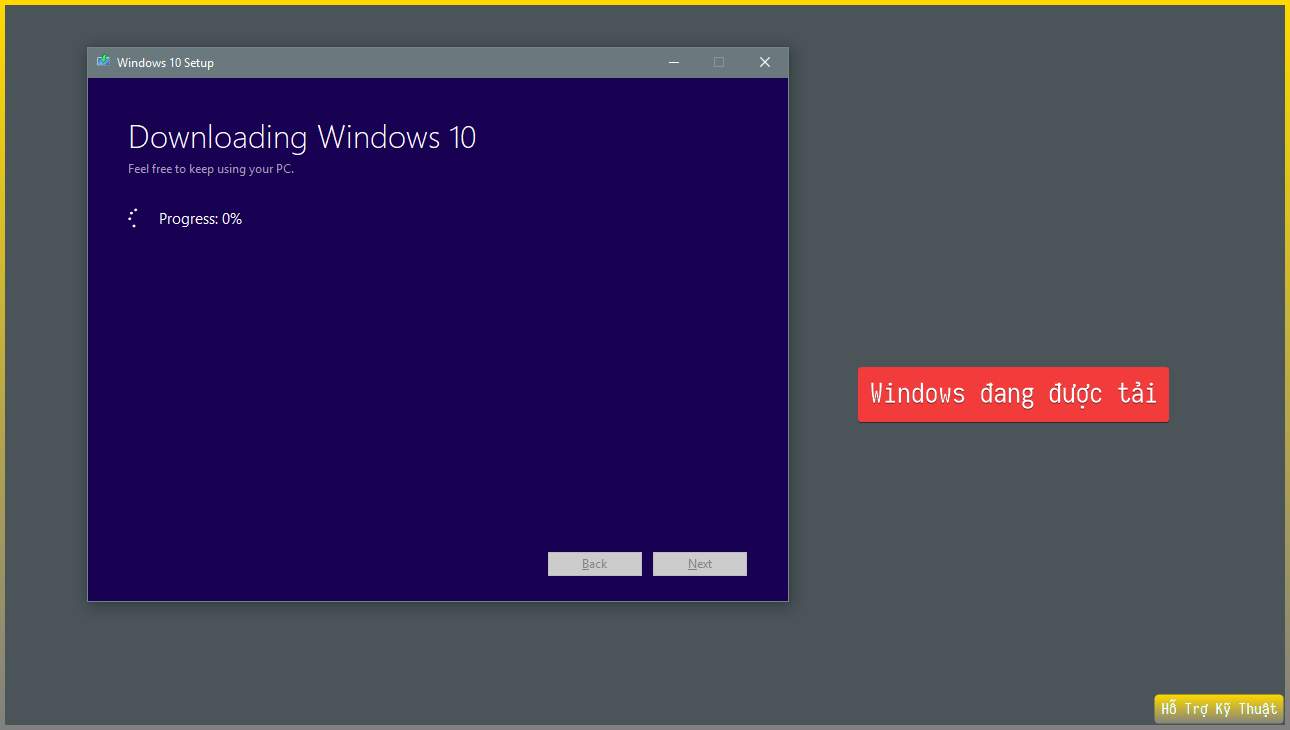 Windows 10 Setup
Downloading Windows 10
Feel free to keep using your PC.
Progress: 0%
Windows đang được tải
Back
Next
Hỗ Trợ Kỹ Thuật